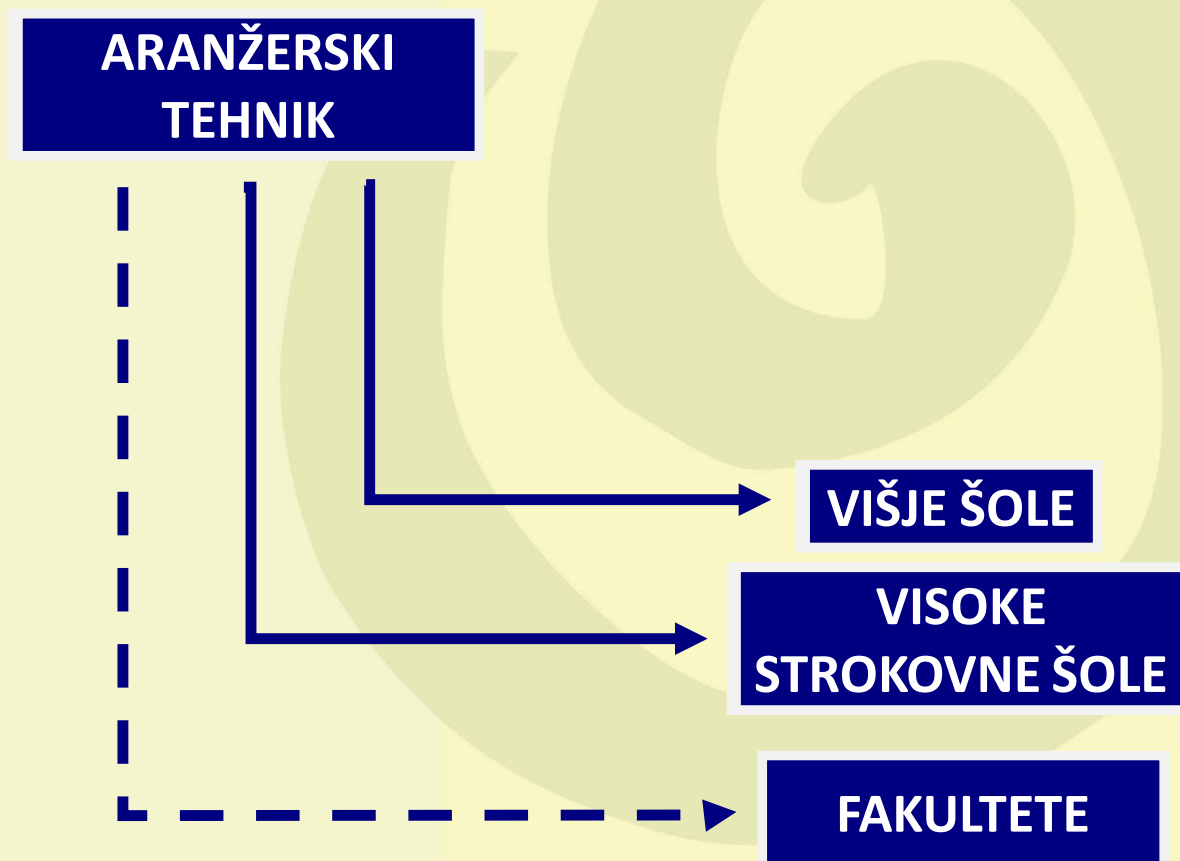 ARANŽERSKI
TEHNIK
VIŠJE ŠOLE
VISOKE
STROKOVNE ŠOLE
FAKULTETE